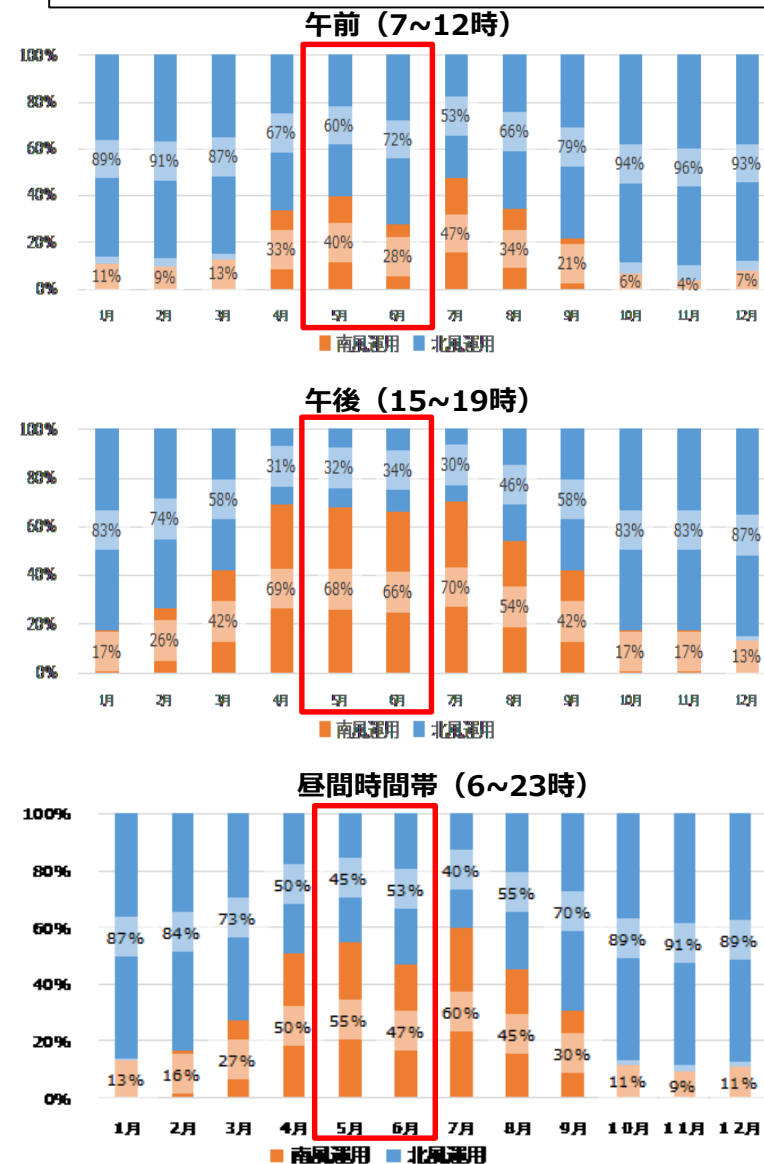 午前（7~12時）
100%
80%
60%
40%
20%
0%
89% 91% 87% 67% 60% 72% 53% 66% 79% 94% 96% 93%
11% 9% 13% 33% 40% 28% 47% 34% 21% 6% 4% 7%
1月 2月 3月 4月 5月 6月 7月 8月 9月 10月 11月 12月
南風運用 北風運用
午後（15~19時）
100%
80%
60%
40%
20%
0%
83% 74% 58% 31% 32% 34% 30% 46% 58% 83% 83% 87%
17% 26% 42% 69% 68% 66% 70% 54% 42% 17% 17% 13%
1月 2月 3月 4月 5月 6月 7月 8月 9月 10月 11月 12月
南風運用 北風運用
昼間時間帯（6~23時）
100%
80%
60%
40%
20%
0%
87% 84% 73% 50% 45% 53% 40% 55% 70% 89% 91% 89%
13% 16% 27% 50% 55% 47% 60% 45% 30% 11% 9% 11%
1月 2月 3月 4月 5月 6月 7月 8月 9月 10月 11月 12月
南風運用 北風運用